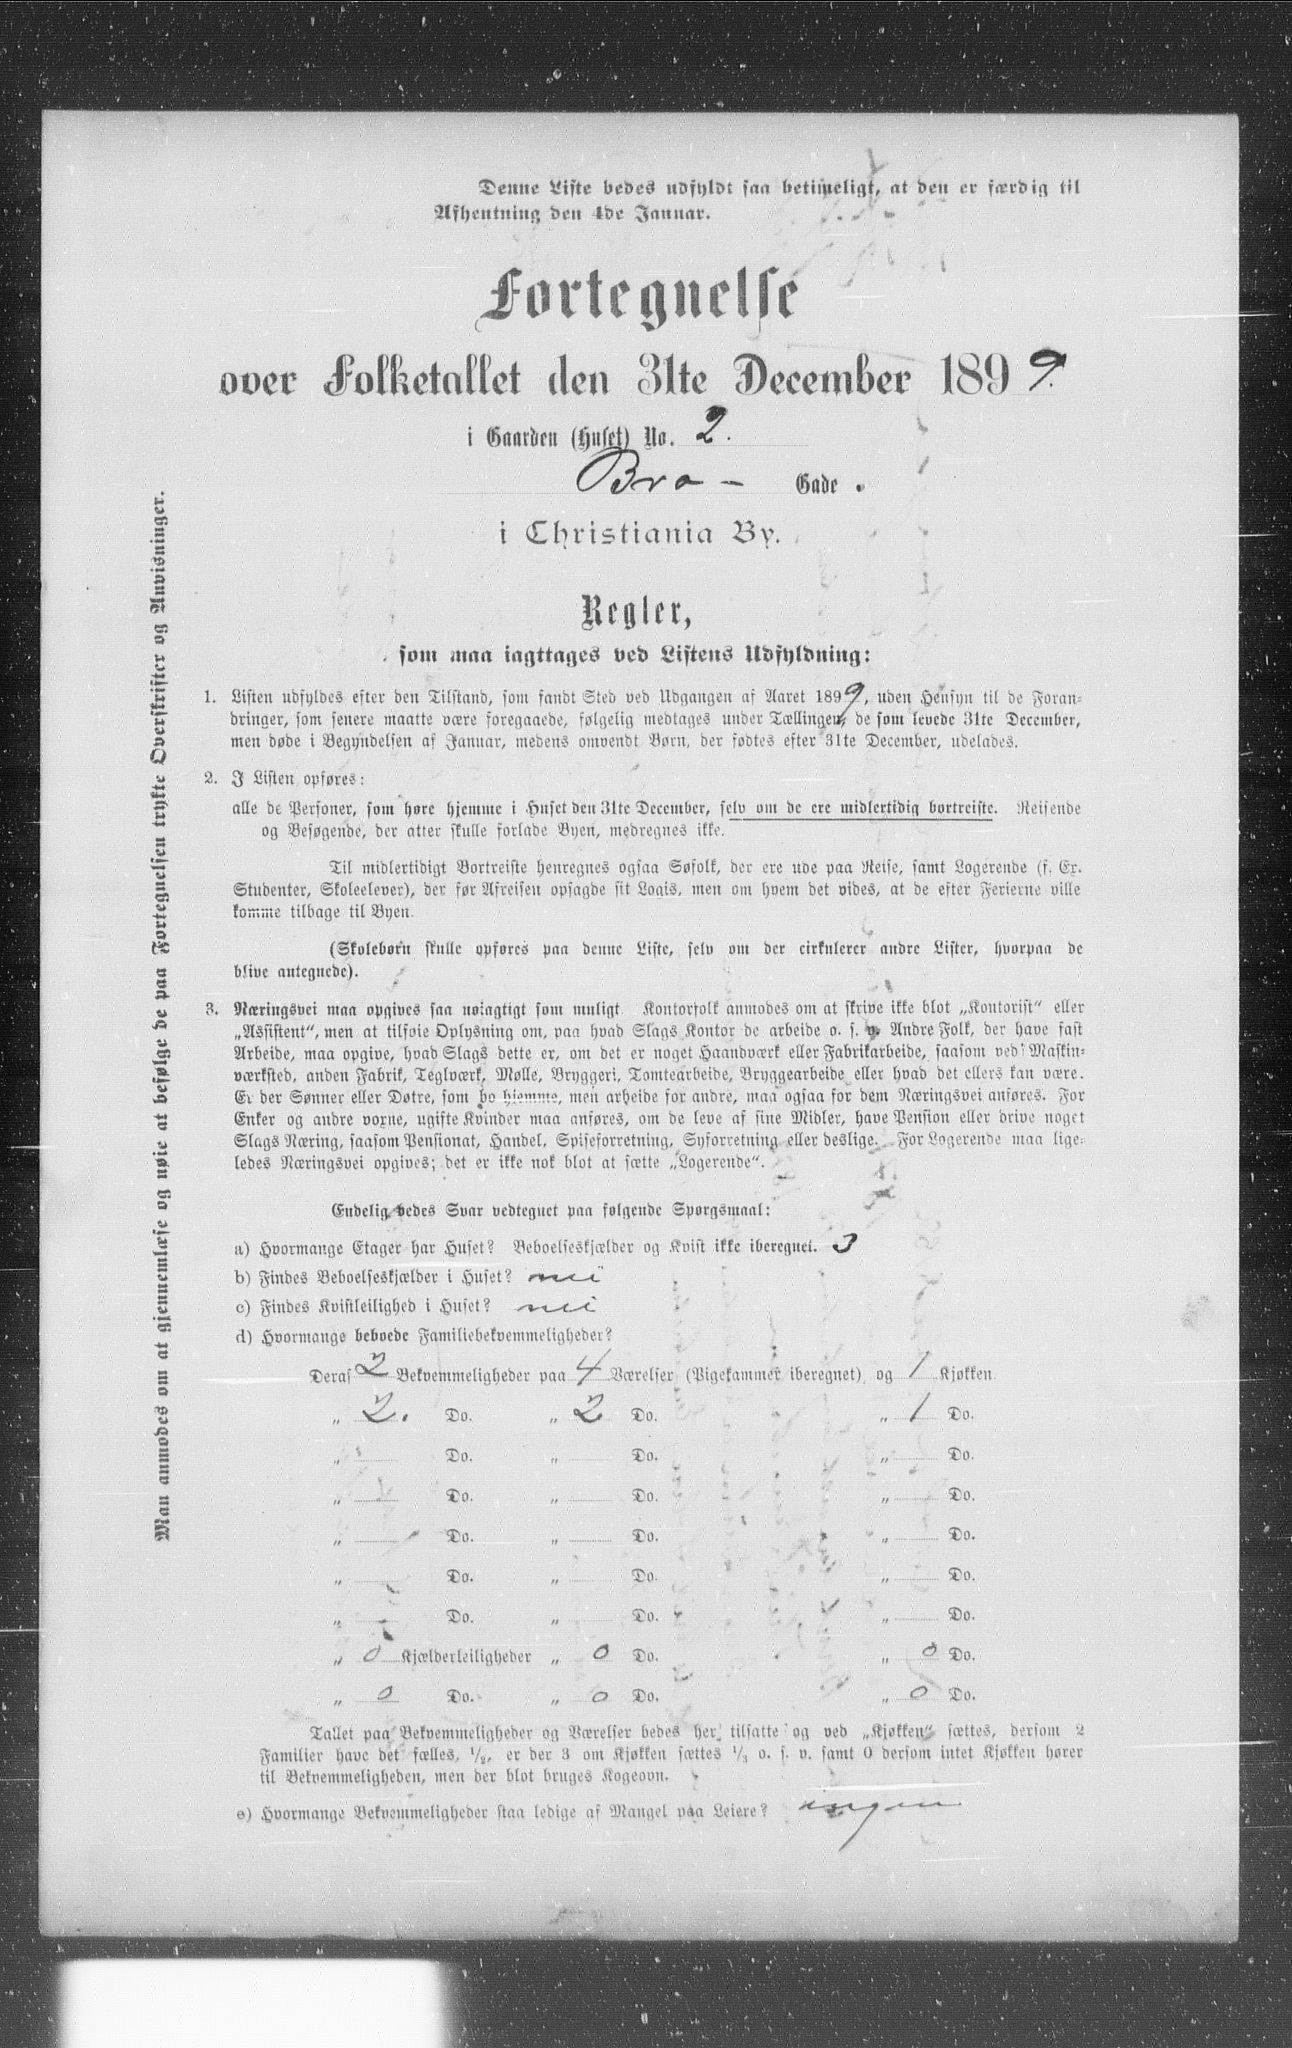 Denne Liste bedes udfyldt saa betimeligt, at den er færdig til
Afhentning den 4de Januar.
Fortegnelse
over Folketallet den 31te December 1899.
i Gaarden (Huset) No. 2.
Bro- Gade.
i Christiania By.
Regler,
som maa iagttages ved Listens Udfyldning:
1. Listen udfyldes efter den Tilstand, som fandt Sted ved Udgangen af Aaret 1899, uden Hensyn til de Foran-
dringer, som senere maatte være foregaaede, følgelig medtages under Tællingen, de som levede 31te December,
men døde i Begyndelsen af Januar, medens omvendt Børn, der fødtes efter 31te December, udelades.
2. I Listen opføres:
alle de Personer, som høre hjemme i Huset den 31te December, selv om de ere midlertidig bortreiste. Reisende
og Besøgende, der atter skulle forlade Byen, medregnes ikke.
Til midlertidigt Bortreiste henregnes ogsaa Søfolk, der ere ude paa Reise, samt Logerende (f. Ex.
Studenter, Skoleelever), der før Afreisen opsagde sit Logis, men om hvem det vides, at de efter Ferierne ville
komme tilbage til Byen.
(Skolebørn skulle opføres paa denne Liste, selv om der cirkulerer andre Lister, hvorpaa de
blive antegnede).
3. Næringsvei maa opgives saa nøiagtigt som muligt. Kontorfolk anmodes om at skrive ikke blot „Kontorist" eller
„Assistent", men at tilføie Oplysning om, paa hvad Slags Kontor de arbeide o. s. v. Andre Folk, der have fast
Arbeide, maa opgive, hvad Slags dette er, om det er noget Haandværk eller Fabrikarbeide, saasom ved Maskin-
værksted, anden Fabrik, Teglværk, Mølle, Bryggeri, Tomtearbeide, Bryggearbeide eller hvad det ellers kan være.
Er der Sønner eller Døtre, som bo hjemme, men arbeide for andre, maa ogsaa for dem Næringsvei anføres. For
Enker og andre voxne, ugifte Kvinder maa anføres, om de leve af sine Midler, have Pension eller drive noget
Slags Næring, saasom Pensionat, Handel, Spiseforretning, Syforretning eller deslige. For Logerende maa lige-
ledes Næringsvei opgives; det er ikke nok blot at sætte „Logerende".
Endelig bedes Svar vedtegnet paa følgende Spørgsmaal:
a) Hvormange Etager har Huset? Beboelseskjælder og Kvist ikke iberegnet. 3
b) Findes Beboelseskjælder i Huset? nei
c) Findes Kvistleilighed i Huset? nei
d) Hvormange beboede Familiebekvemmeligheder?
Deraf 2 Bekvemmeligheder paa 4 Værelser (Pigekammer iberegnet) og 1 Kjøkken.
„ 2. Do. „ 2 Do. „ 1 Do.
„ Do. „ Do. „ Do.
„ Do. „ Do. „ Do.
„ Do. „ Do. „ Do.
„ Do. „ Do. „ Do.
„ Do. „ Do. „ Do.
„ 0 Kjælderleiligheder „ 0 Do. „ 0 Do.
„ 0 Do. „ 0 Do. „ 0 Do.
Tallet paa Bekvemmeligheder og Værelser bedes her tilsatte og ved „Kjøkken" sættes, dersom 2
Familier have det fælles, 1/2, er der 3 om Kjøkken sættes 1/3 o. s. v. samt 0 dersom intet Kjøkken hører
til Bekvemmeligheden, men der blot bruges Kogeovn.
e) Hvormange Bekvemmeligheder staa ledige af Mangel paa Leiere? ingen
Man anmodes om at gjennemlæse og nøie at befølge de paa Fortegnelsen trykte Overskrifter og Anvisninger.